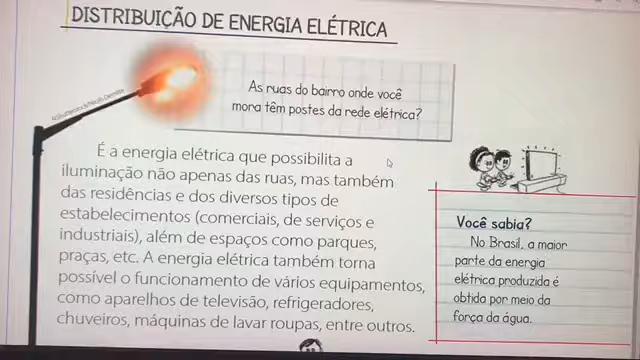 DISTRIBUIÇÃO DE ENERGIA ELÉTRICA
As ruas do bairro onde você
mora têm postes da rede elétrica?
É a energia elétrica que possibilita a
iluminação não apenas das ruas, mas também
das residências e dos diversos tipos de
estabelecimentos (comerciais, de serviços e
industriais), além de espaços como parques,
praças, etc. A energia elétrica também torna
possível o funcionamento de vários equipamentos,
como aparelhos de televisão, refrigeradores,
chuveiros, máquinas de lavar roupas, entre outros.
Você sabia?
No Brasil, a maior
parte da energia
elétrica produzida é
obtida por meio da
força da água.